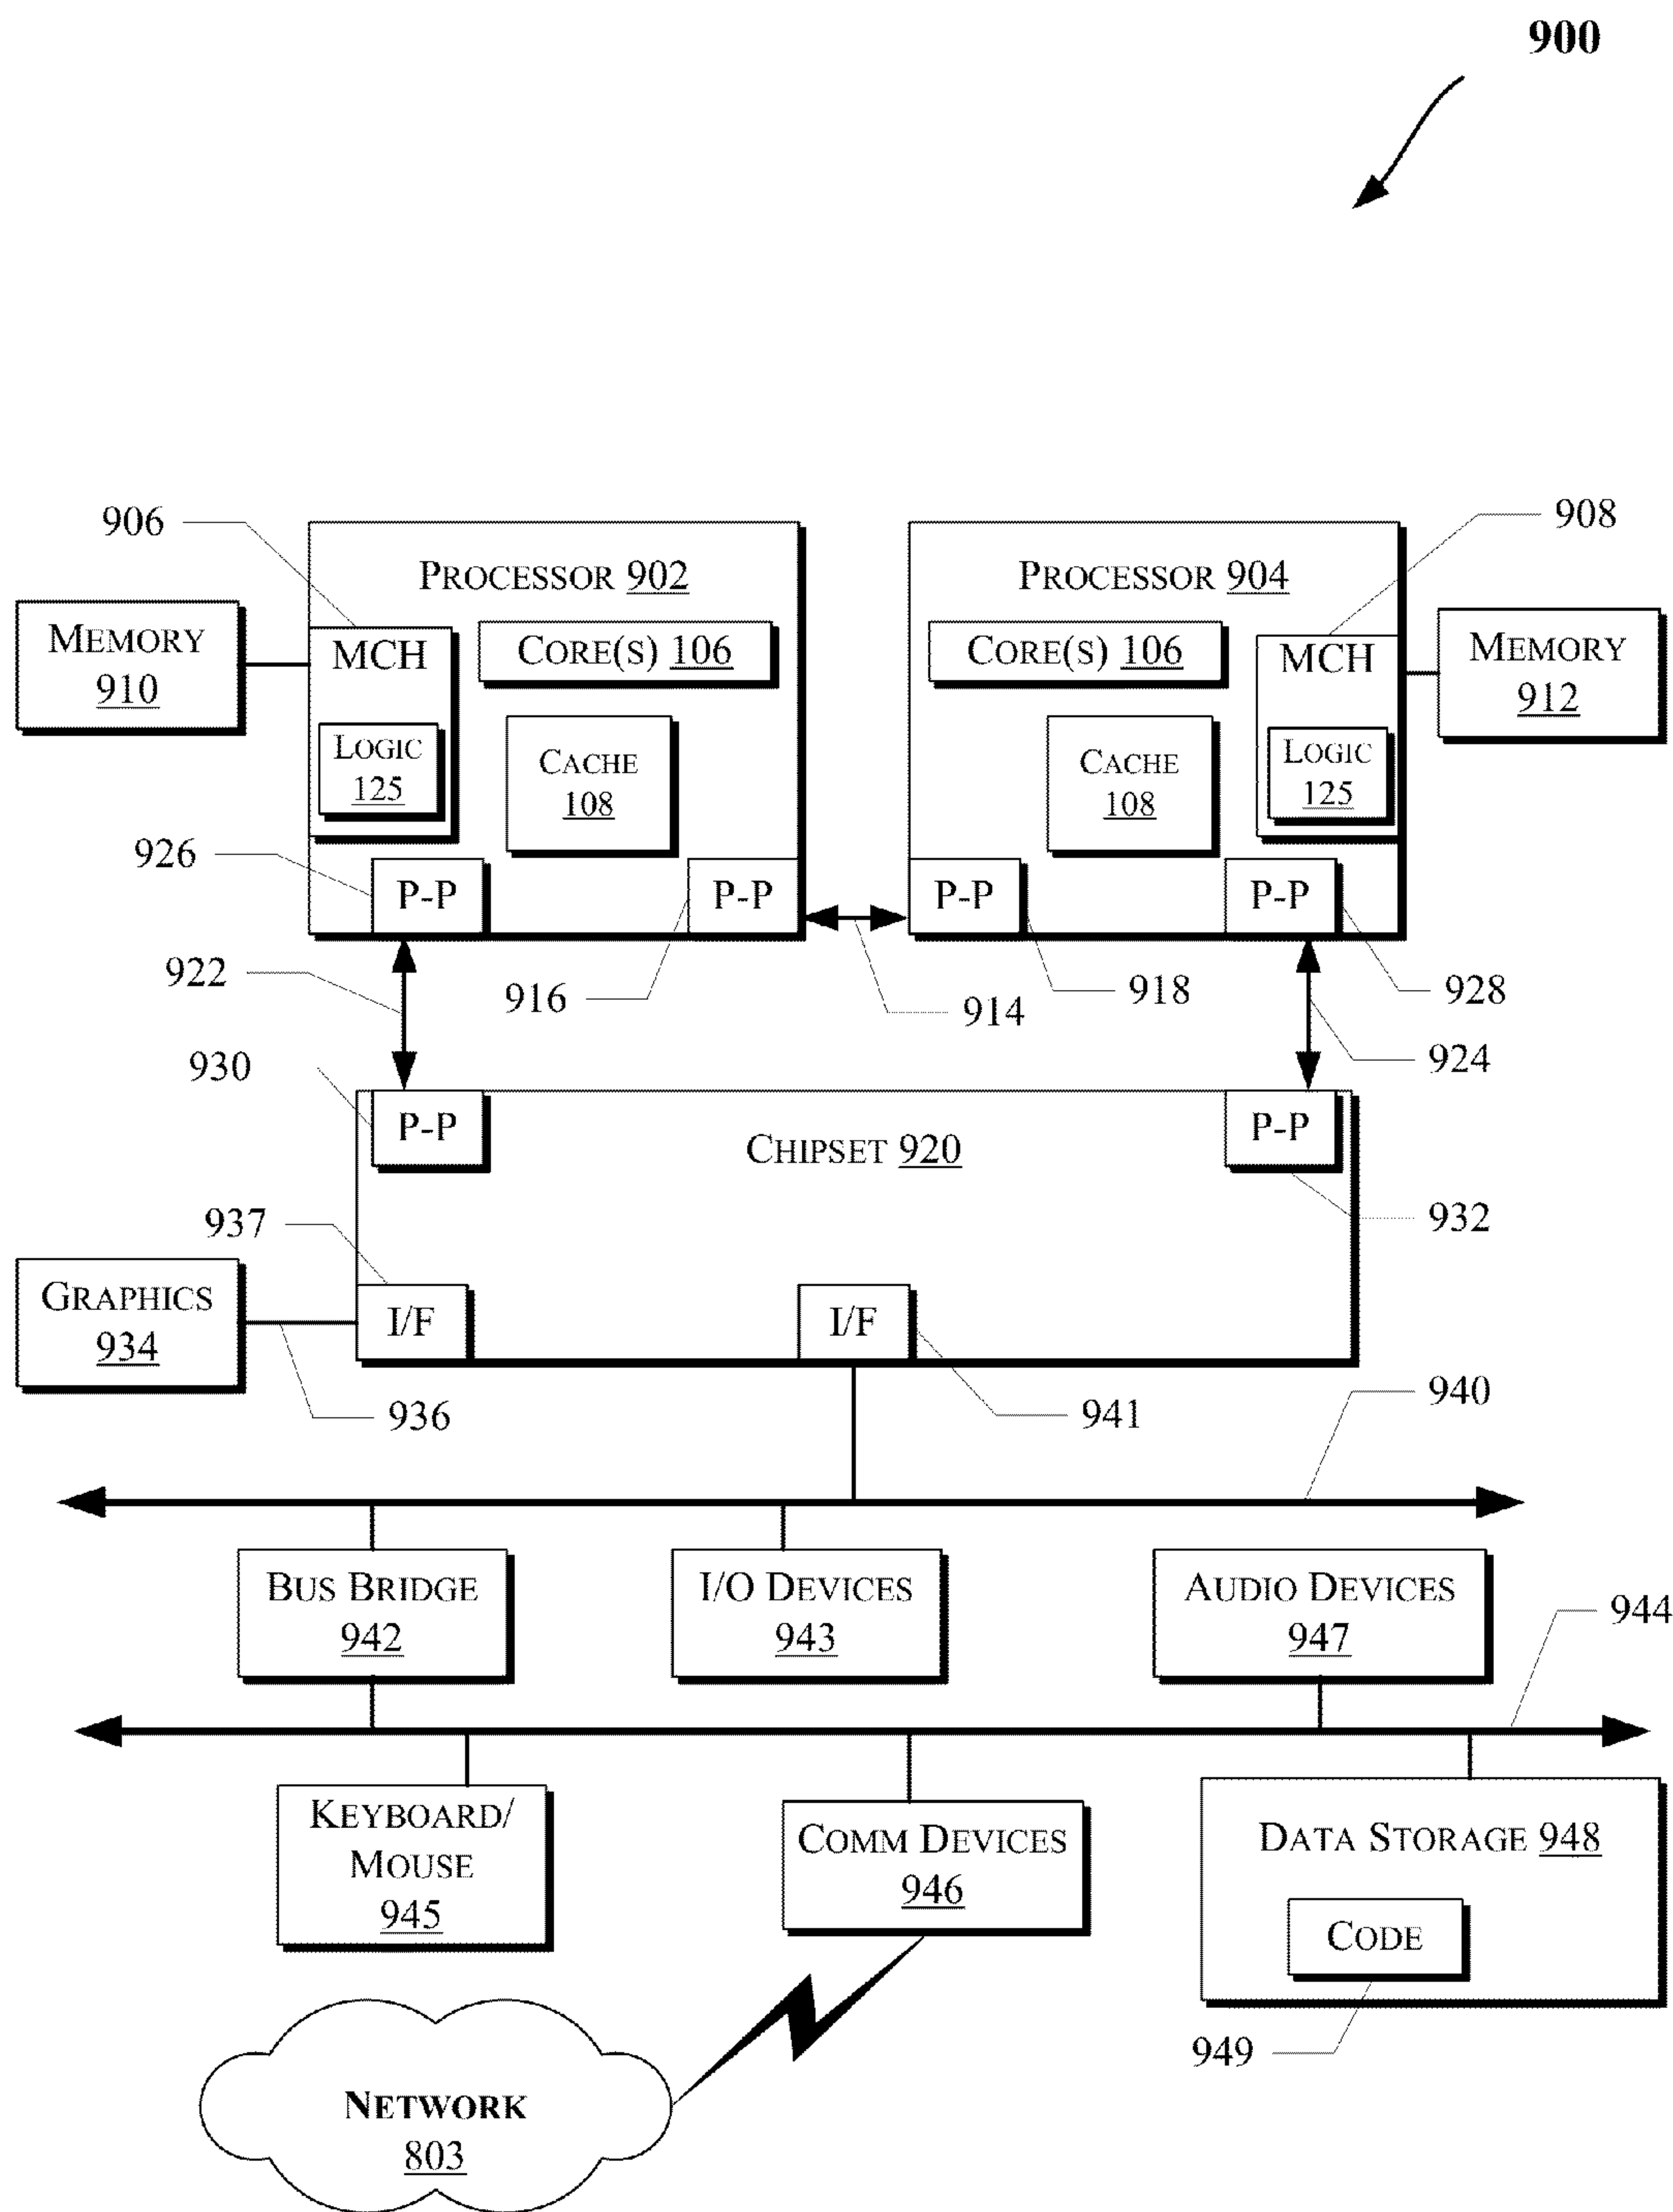 900
906
908
PROCESSOR 902
PROCESSOR 904
MEMORY
910
MCH
CORE(S) 106
CORE(S) 106
MCH
MEMORY
912
LOGIC
125
CACHE
108
CACHE
108
LOGIC
125
926
P-P
P-P
P-P
P-P
922
916
914
918
928
930
924
P-P
CHIPSET 920
P-P
937
932
GRAPHICS
934
I/F
I/F
936
941
940
BUS BRIDGE
942
I/O DEVICES
943
AUDIO DEVICES
947
944
KEYBOARD/
MOUSE
945
COMM DEVICES
946
DATA STORAGE 948
CODE
949
NETWORK
803